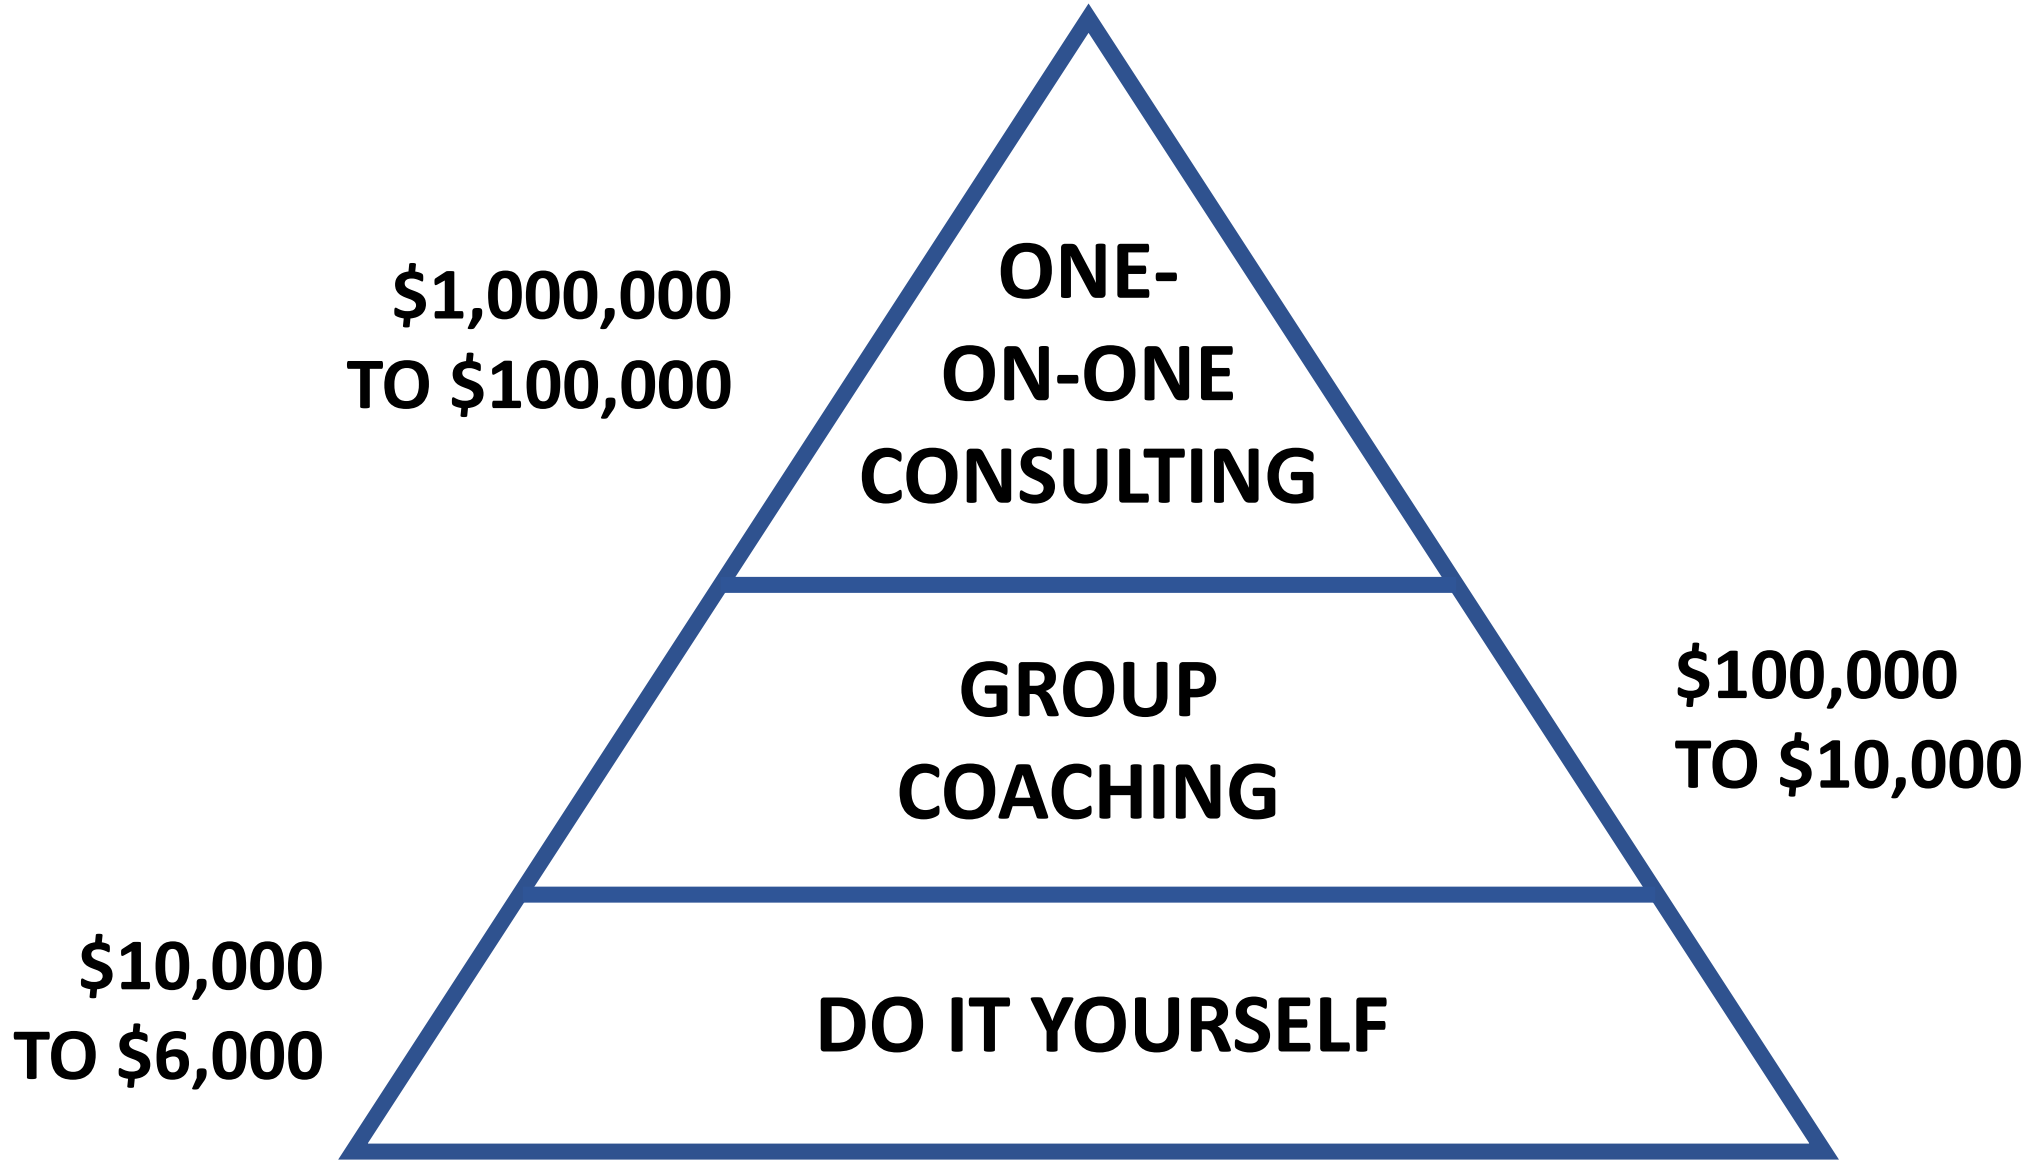 $1,000,000
TO $100,000
ONE-
ON-ONE
CONSULTING
GROUP
COACHING
$100,000
TO $10,000
$10,000
TO $6,000
DO IT YOURSELF